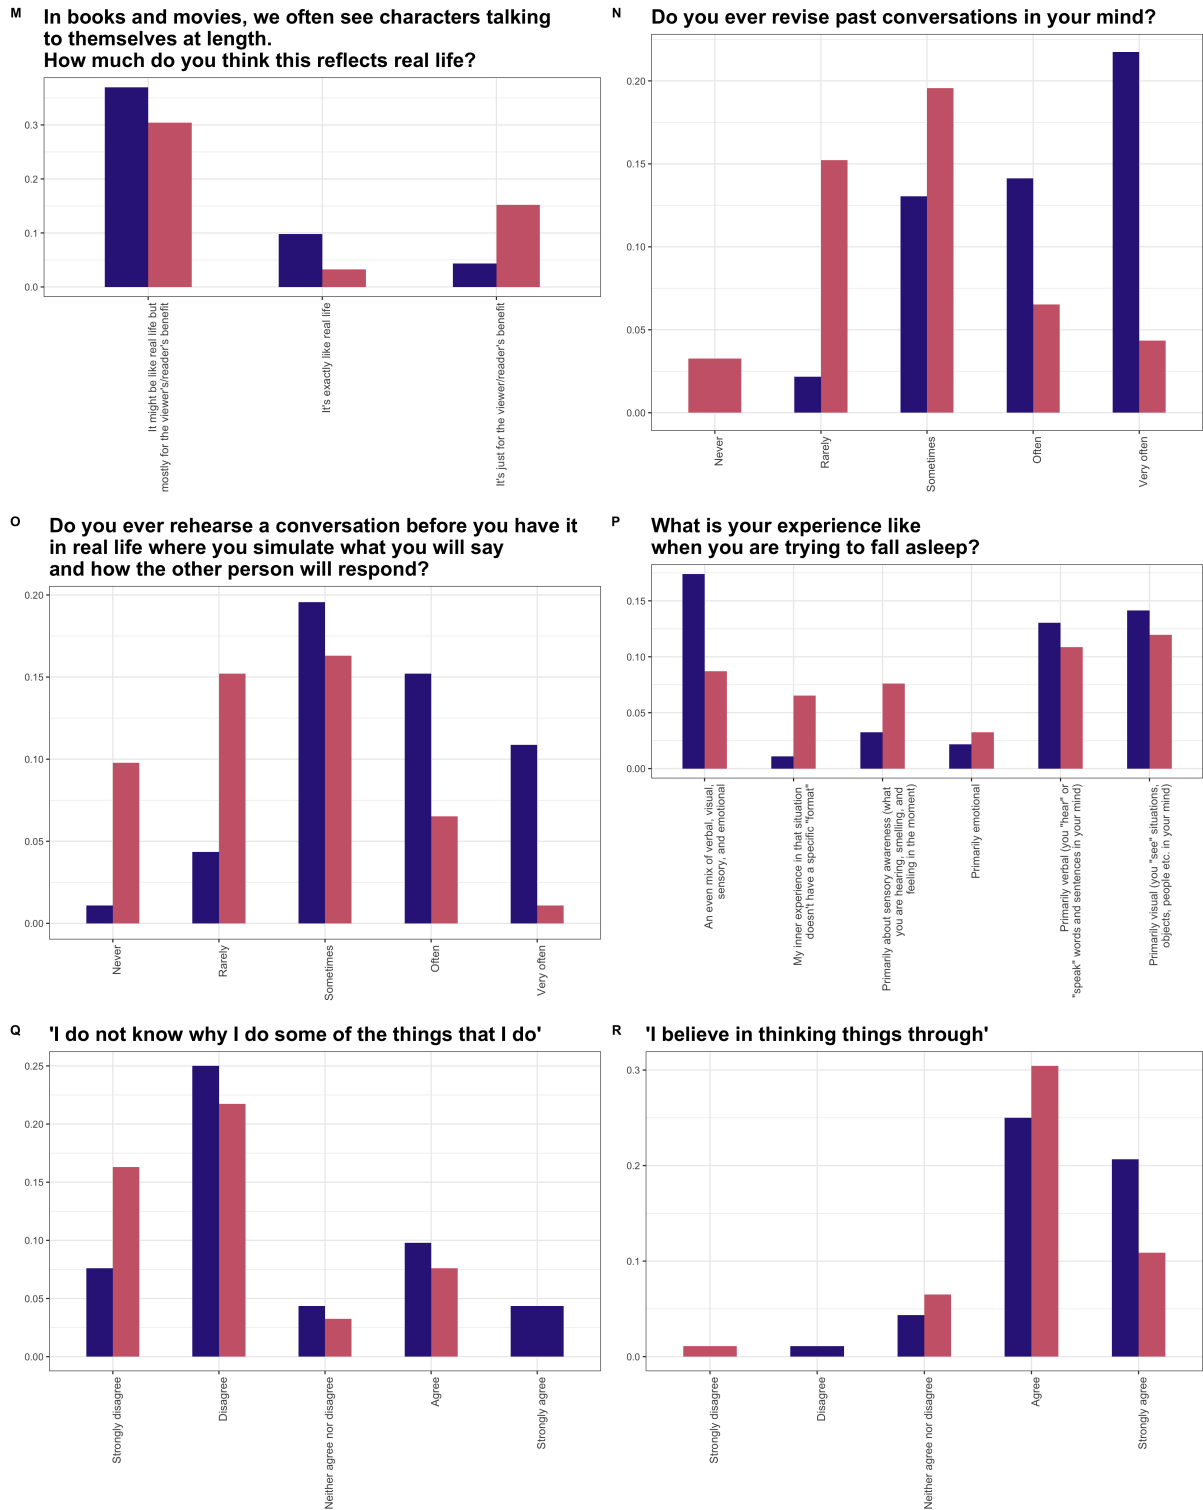 M
In books and movies, we often see characters talking
to themselves at length.
How much do you think this reflects real life?
0.3
0.2
0.1
0.0
It might be like real life but
mostly for the viewer's/reader's benefit
It's exactly like real life
It's just for the viewer/reader's benefit
N
Do you ever revise past conversations in your mind?
0.20
0.15
0.10
0.05
0.00
Never
Rarely
Sometimes
Often
Very often
O
Do you ever rehearse a conversation before you have it
in real life where you simulate what you will say
and how the other person will respond?
0.20
0.15
0.10
0.05
0.00
Never
Rarely
Sometimes
Often
Very often
P
What is your experience like
when you are trying to fall asleep?
0.15
0.10
0.05
0.00
An even mix of verbal, visual,
sensory, and emotional
My inner experience in that situation
doesn't have a specific "format"
Primarily about sensory awareness (what
you are hearing, smelling, and
feeling in the moment)
Primarily emotional
Primarily verbal (you "hear" or
"speak" words and sentences in your mind)
Primarily visual (you "see" situations,
objects, people etc. in your mind)
Q
'I do not know why I do some of the things that I do'
0.25
0.20
0.15
0.10
0.05
0.00
Strongly disagree
Disagree
Neither agree nor disagree
Agree
Strongly agree
R
'I believe in thinking things through'
0.3
0.2
0.1
0.0
Strongly disagree
Disagree
Neither agree nor disagree
Agree
Strongly agree